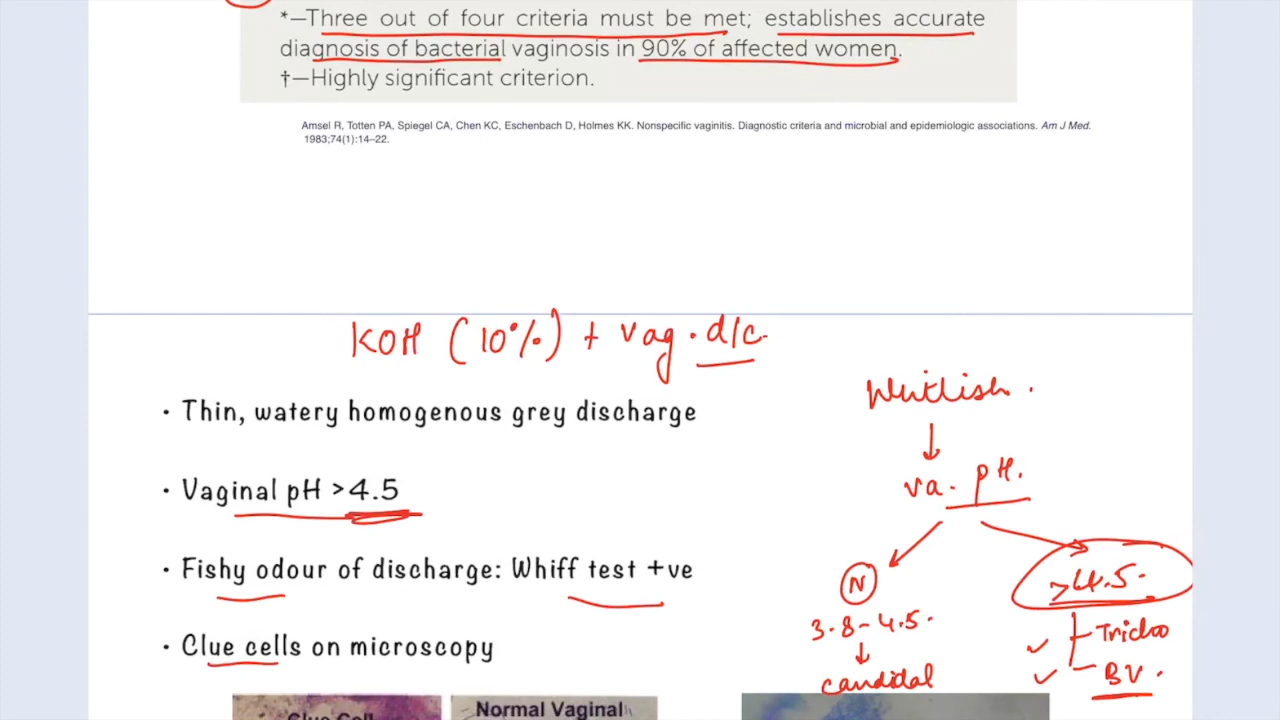 *—Three out of four criteria must be met; establishes accurate
diagnosis of bacterial vaginosis in 90% of affected women.
†—Highly significant criterion.
Amsel R, Totten PA, Spiegel CA, Chen KC, Eschenbach D, Holmes KK. Nonspecific vaginitis. Diagnostic criteria and microbial and epidemiologic associations. Am J Med.
1983;74(1):14–22.
KOH (10%) + vag. d/c.
• Thin, watery homogenous grey discharge
• Vaginal pH >4.5
• Fishy odour of discharge: Whiff test +ve
• Clue cells on microscopy
Whitish.
↓
va. pH.
N
3.8-4.5.
↓
candidal
>4.5.
✓ Tricho
✓ BV.
Clue Cell
Normal Vaginal